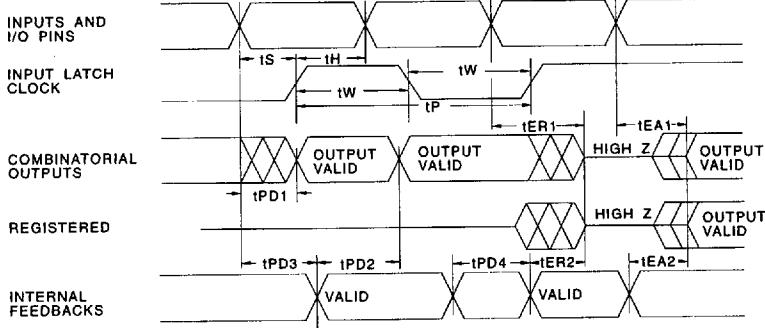 INPUTS AND
I/O PINS
tS
tH
INPUT LATCH
CLOCK
tW
tW
tP
tER1
tEA1
COMBINATORIAL
OUTPUTS
OUTPUT
VALID
OUTPUT
VALID
HIGH Z
OUTPUT
VALID
tPD1
REGISTERED
HIGH Z
OUTPUT
VALID
tPD3
tPD2
tPD4
tER2
tEA2
INTERNAL
FEEDBACKS
VALID
VALID